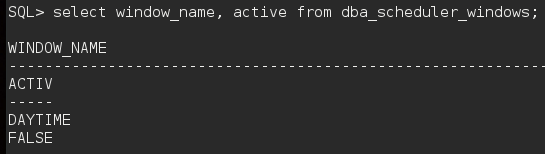 SQL> select window_name, active from dba_scheduler_windows;
WINDOW_NAME
--------------------------------------------------------------------
ACTIV
-----
DAYTIME
FALSE